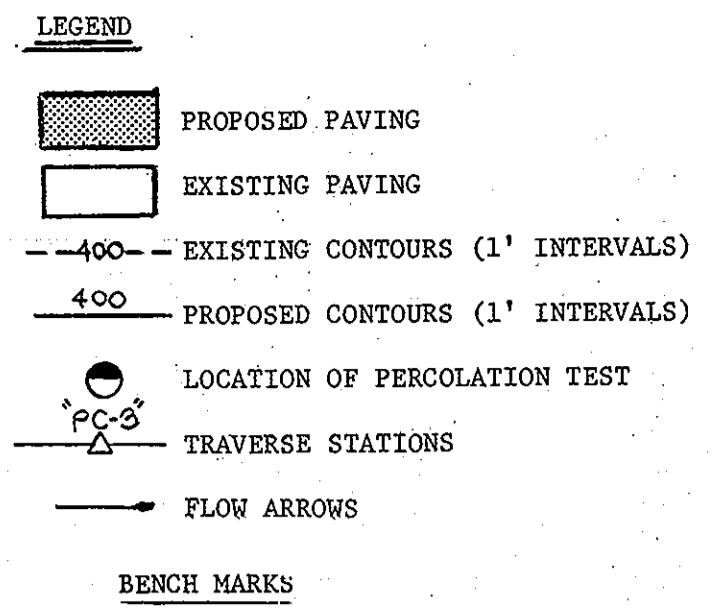 LEGEND
PROPOSED PAVING
EXISTING PAVING
400 EXISTING CONTOURS (1' INTERVALS)
400 PROPOSED CONTOURS (1' INTERVALS)
LOCATION OF PERCOLATION TEST
"PC-3"
TRAVERSE STATIONS
FLOW ARROWS
BENCH MARKS